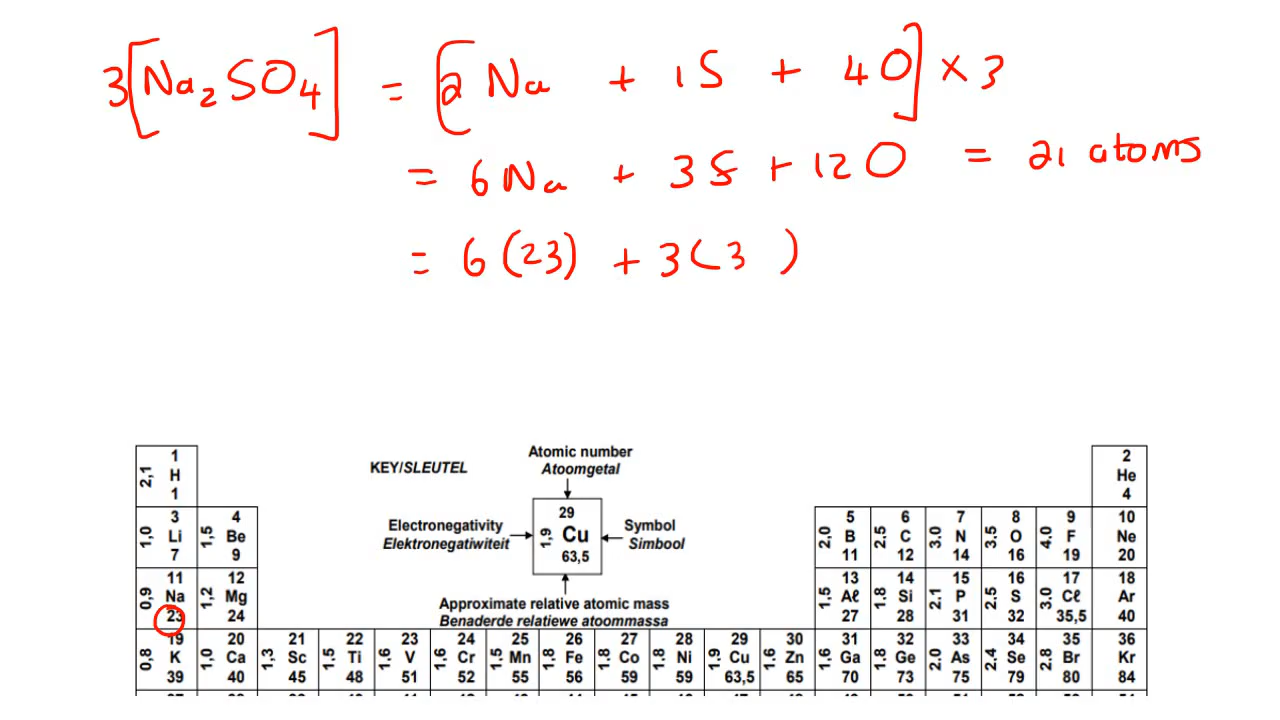 3[Na₂SO₄] = [2Na + 1S + 4O] × 3
= 6Na + 3S + 12O = 21 atoms
= 6(23) + 3(3 )
KEY/SLEUTEL
Atomic number
Atoomgetal
Electronegativity
Elektronegatiwiteit
1,9
29
Cu
63,5
Symbol
Simbool
Approximate relative atomic mass
Benaderde relatiewe atoommassa
2,1 1 H 1
2 He 4
1,0 3 Li 7
1,5 4 Be 9
2,0 5 B 11
2.5 6 C 12
3.0 7 N 14
3.5 8 O 16
4.0 9 F 19
10 Ne 20
0,9 11 Na 23
1,2 12 Mg 24
1.5 13 Aℓ 27
1.8 14 Si 28
2.1 15 P 31
2.5 16 S 32
3.0 17 Cℓ 35,5
18 Ar 40
0,8 19 K 39
1,0 20 Ca 40
1,3 21 Sc 45
1.5 22 Ti 48
1.6 23 V 51
1.6 24 Cr 52
1.5 25 Mn 55
1.8 26 Fe 56
1.8 27 Co 59
1.8 28 Ni 59
1.9 29 Cu 63,5
1.6 30 Zn 65
1,6 31 Ga 70
1.8 32 Ge 73
2.0 33 As 75
2.4 34 Se 79
2.8 35 Br 80
36 Kr 84